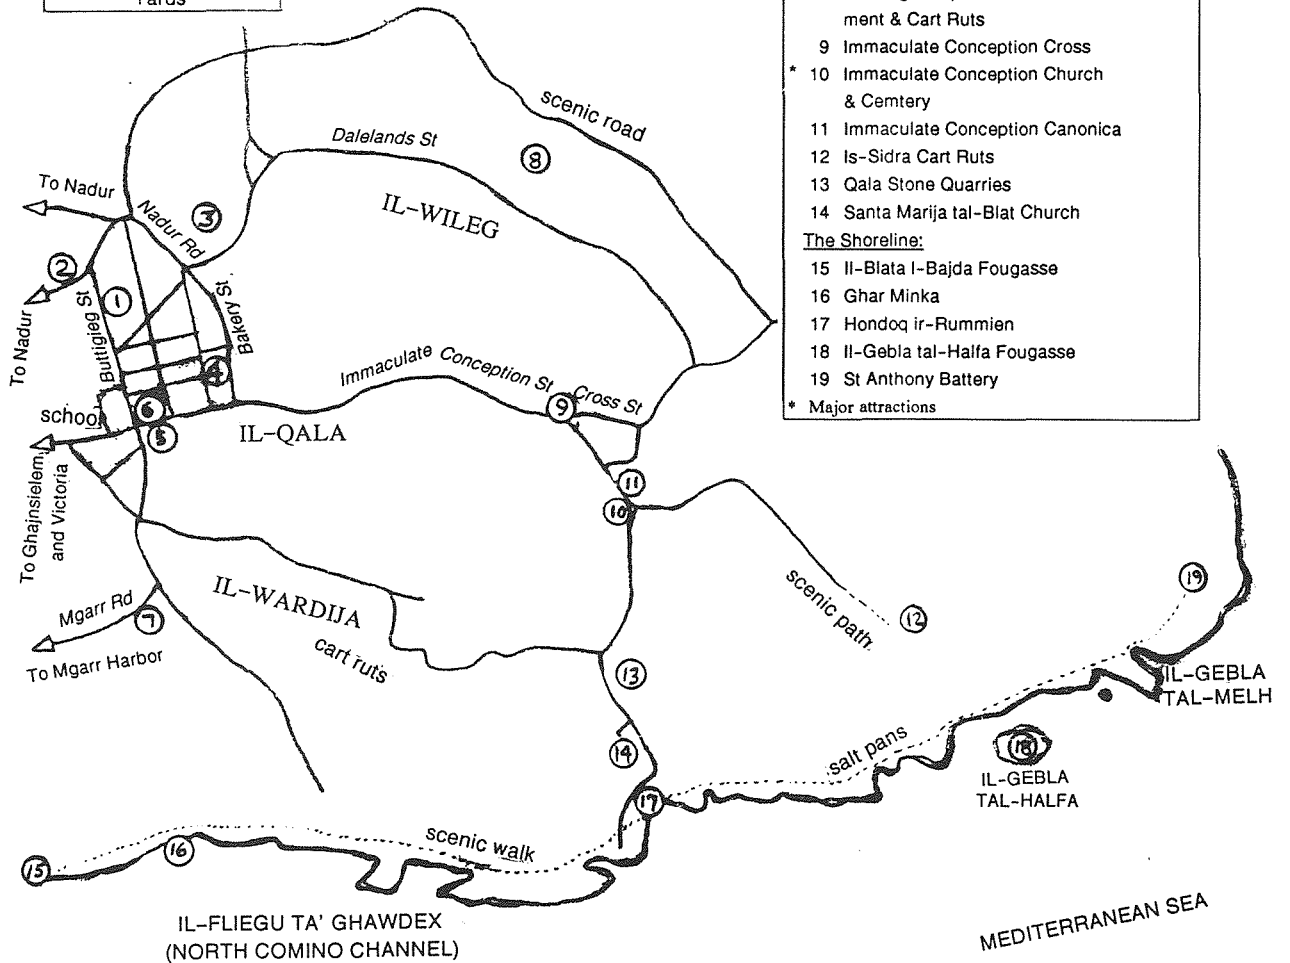 Yards
ment & Cart Ruts
9 Immaculate Conception Cross
* 10 Immaculate Conception Church
& Cemtery
11 Immaculate Conception Canonica
12 Is-Sidra Cart Ruts
13 Qala Stone Quarries
14 Santa Marija tal-Blat Church
The Shoreline:
15 Il-Blata l-Bajda Fougasse
16 Ghar Minka
17 Hondoq ir-Rummien
18 Il-Gebla tal-Halfa Fougasse
19 St Anthony Battery
* Major attractions
scenic road
Dalelands St
8
To Nadur
Nadur Rd
3
IL-WILEG
2
To Nadur
1
Buttigieg St
Bakery St.
4
Immaculate Conception St
Cross St
9
school
6
5
IL-QALA
To Ghajnsielem
and Victoria
11
10
scenic path
12
19
IL-WARDIJA
cart ruts
Mgarr Rd
7
To Mgarr Harbor
13
14
IL-GEBLA
TAL-MELH
salt pans
18
IL-GEBLA
TAL-HALFA
17
scenic walk
15
16
IL-FLIEGU TA' GHAWDEX
(NORTH COMINO CHANNEL)
MEDITERRANEAN SEA